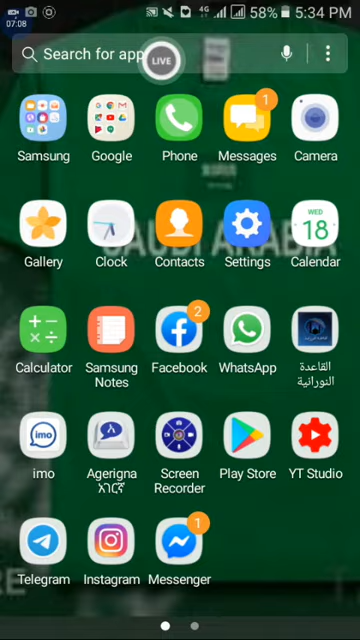 07:08
4G
58%
5:34 PM
Search for app
LIVE
Samsung
Google
Phone
1
Messages
Camera
Gallery
Clock
Contacts
Settings
WED
18
Calendar
Calculator
Samsung
Notes
2
Facebook
WhatsApp
القاعدة
النورانية
imo
imo
Agerigna
አገርኛ
Screen
Recorder
Play Store
YT Studio
Telegram
Instagram
1
Messenger